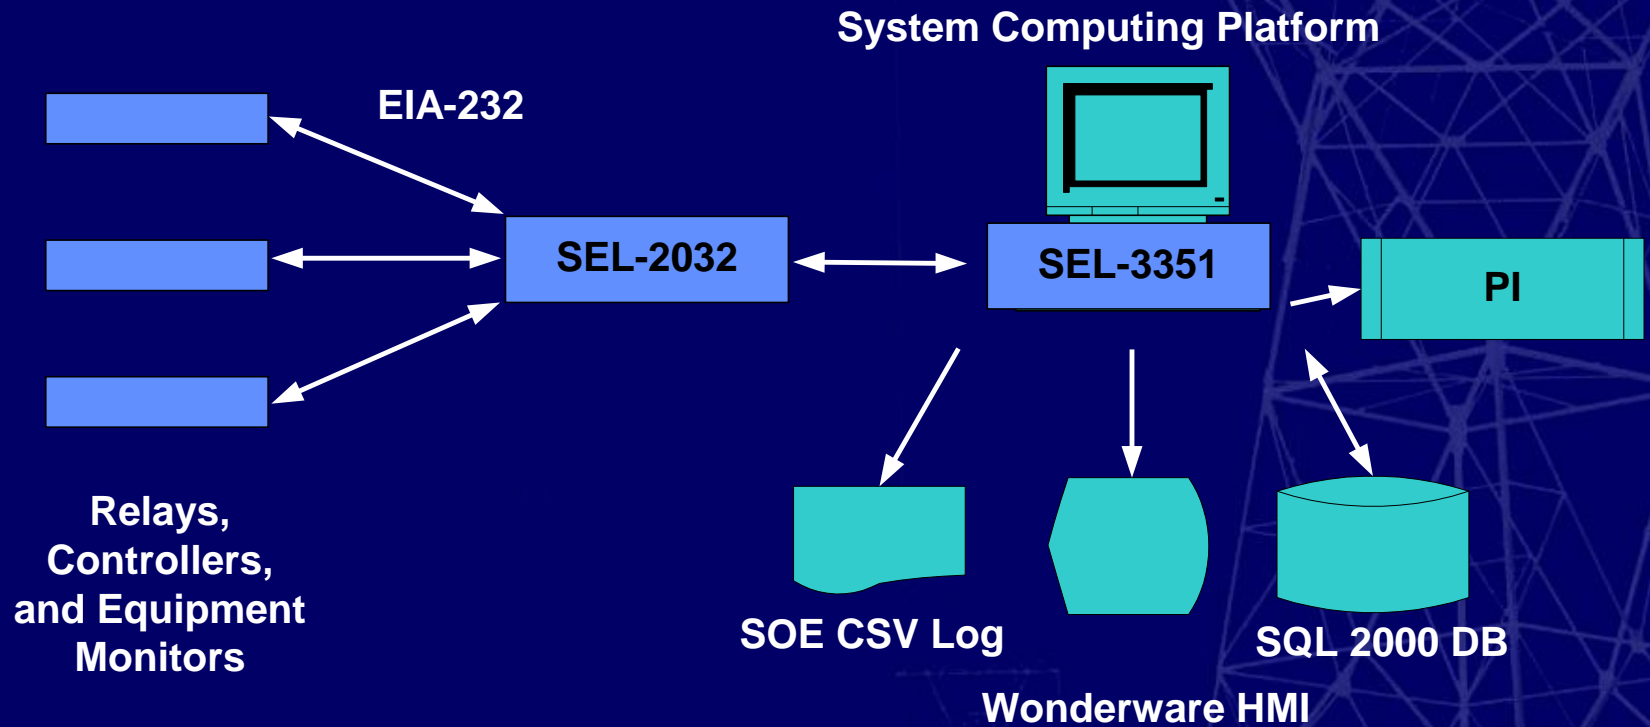 System Computing Platform
EIA-232
SEL-2032
SEL-3351
PI
Relays,
Controllers,
and Equipment
Monitors
SOE CSV Log
SQL 2000 DB
Wonderware HMI